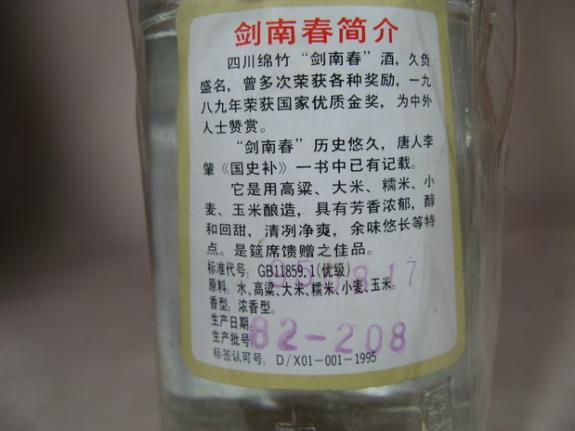 剑南春简介
四川绵竹“剑南春”酒，久负
盛名，曾多次荣获各种奖励，一九
八九年荣获国家优质金奖，为中外
人士赞赏。
“剑南春”历史悠久，唐人李
肇《国史补》一书中已有记载。
它是用高粱、大米、糯米、小
麦、玉米酿造，具有芳香浓郁，醇
和回甜，清冽净爽，余味悠长等特
点。是筵席馈赠之佳品。
标准代号：GB11859.1(优级)
原料：水、高粱、大米、糯米、小麦、玉米。
香型：浓香型。
生产日期：
生产批号：82-208
标签认可号：D/X01-001-1995